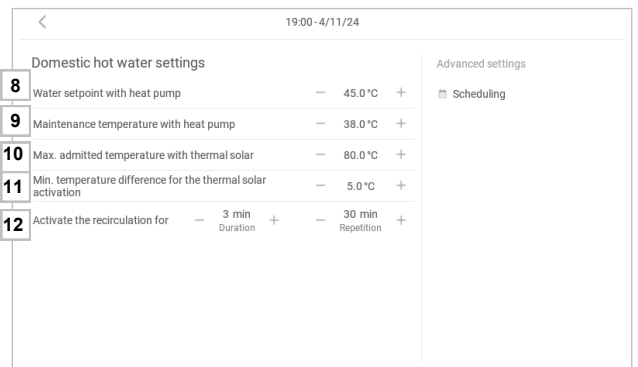 19:00-4/11/24
Domestic hot water settings
Advanced settings
8
Water setpoint with heat pump 45.0°C
Scheduling
9
Maintenance temperature with heat pump 38.0°C
10
Max. admitted temperature with thermal solar 80.0°C
11
Min. temperature difference for the thermal solar
activation
5.0°C
12
Activate the recirculation for
3 min
Duration
30 min
Repetition